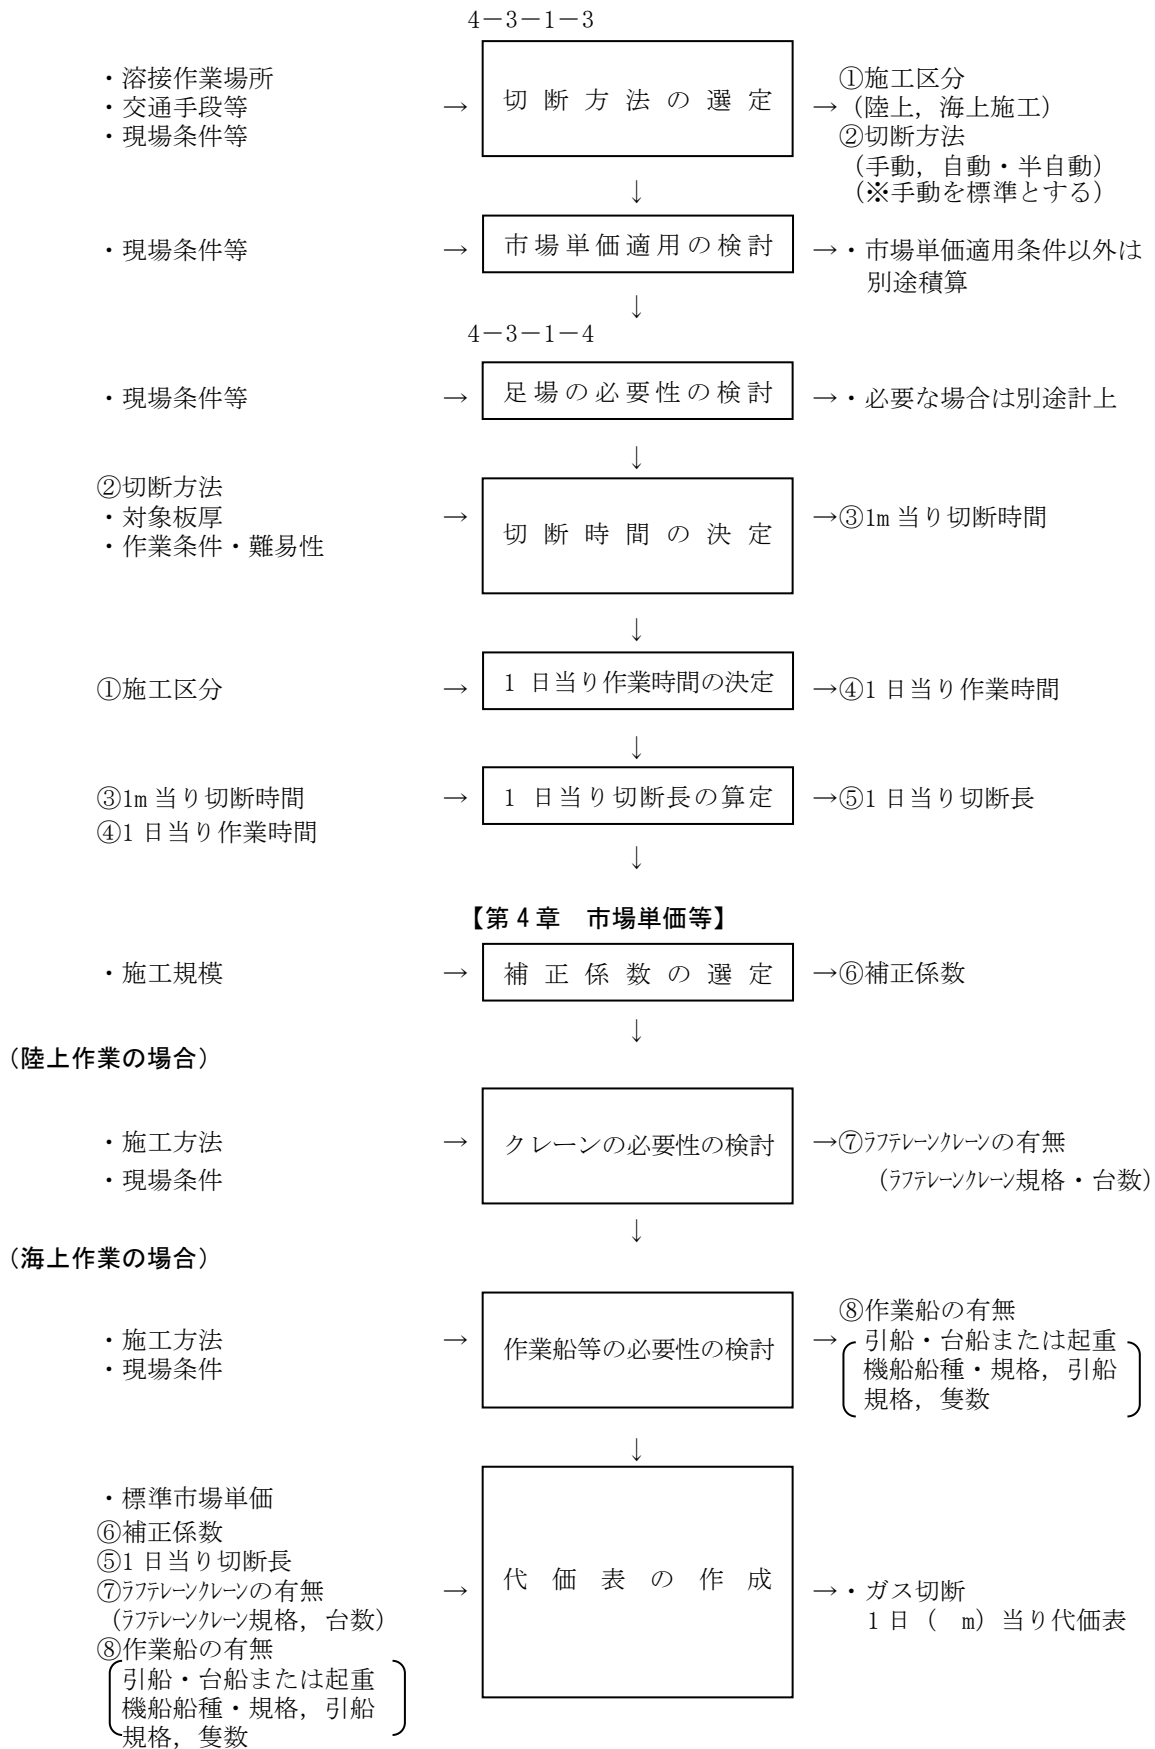 4-3-1-3
・溶接作業場所
・交通手段等
・現場条件等
→
切断方法の選定
①施工区分
→(陸上，海上施工)
②切断方法
(手動，自動・半自動)
(※手動を標準とする)
↓
・現場条件等
→
市場単価適用の検討
→・市場単価適用条件以外は
別途積算
↓
4-3-1-4
・現場条件等
→
足場の必要性の検討
→・必要な場合は別途計上
↓
②切断方法
・対象板厚
・作業条件・難易性
→
切断時間の決定
→③1m 当り切断時間
↓
①施工区分
→
1 日当り作業時間の決定
→④1 日当り作業時間
↓
③1m 当り切断時間
④1 日当り作業時間
→
1 日当り切断長の算定
→⑤1 日当り切断長
↓
【第 4 章　市場単価等】
・施工規模
→
補正係数の選定
→⑥補正係数
↓
(陸上作業の場合)
・施工方法
・現場条件
→
クレーンの必要性の検討
→⑦ﾗﾌﾃﾚｰﾝｸﾚｰﾝの有無
(ﾗﾌﾃﾚｰﾝｸﾚｰﾝ規格・台数)
↓
(海上作業の場合)
・施工方法
・現場条件
→
作業船等の必要性の検討
→
⑧作業船の有無
引船・台船または起重
機船船種・規格，引船
規格，隻数
↓
・標準市場単価
⑥補正係数
⑤1 日当り切断長
⑦ﾗﾌﾃﾚｰﾝｸﾚｰﾝの有無
(ﾗﾌﾃﾚｰﾝｸﾚｰﾝ規格，台数)
⑧作業船の有無
引船・台船または起重
機船船種・規格，引船
規格，隻数
→
代価表の作成
→・ガス切断
1 日 (　m) 当り代価表